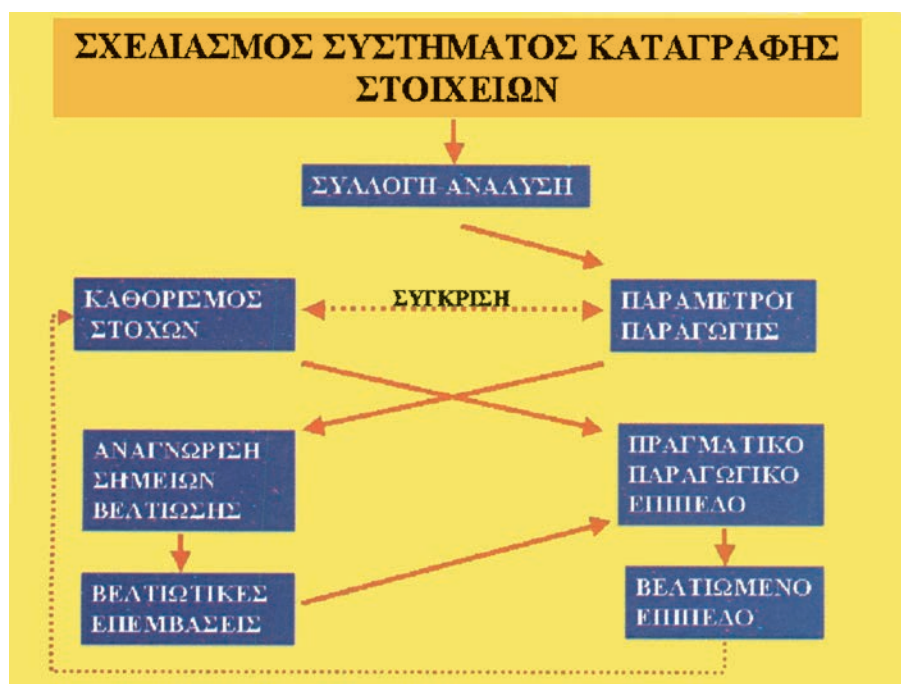 ΣΧΕΔΙΑΣΜΟΣ ΣΥΣΤΗΜΑΤΟΣ ΚΑΤΑΓΡΑΦΗΣ
ΣΤΟΙΧΕΙΩΝ
ΣΥΛΛΟΓΗ-ΑΝΑΛΥΣΗ
ΚΑΘΟΡΙΣΜΟΣ
ΣΤΟΧΩΝ
ΣΥΓΚΡΙΣΗ
ΠΑΡΑΜΕΤΡΟΙ
ΠΑΡΑΓΩΓΗΣ
ΑΝΑΓΝΩΡΙΣΗ
ΣΗΜΕΙΩΝ
ΒΕΛΤΙΩΣΗΣ
ΠΡΑΓΜΑΤΙΚΟ
ΠΑΡΑΓΩΓΙΚΟ
ΕΠΙΠΕΔΟ
ΒΕΛΤΙΩΤΙΚΕΣ
ΕΠΕΜΒΑΣΕΙΣ
ΒΕΛΤΙΩΜΕΝΟ
ΕΠΙΠΕΔΟ